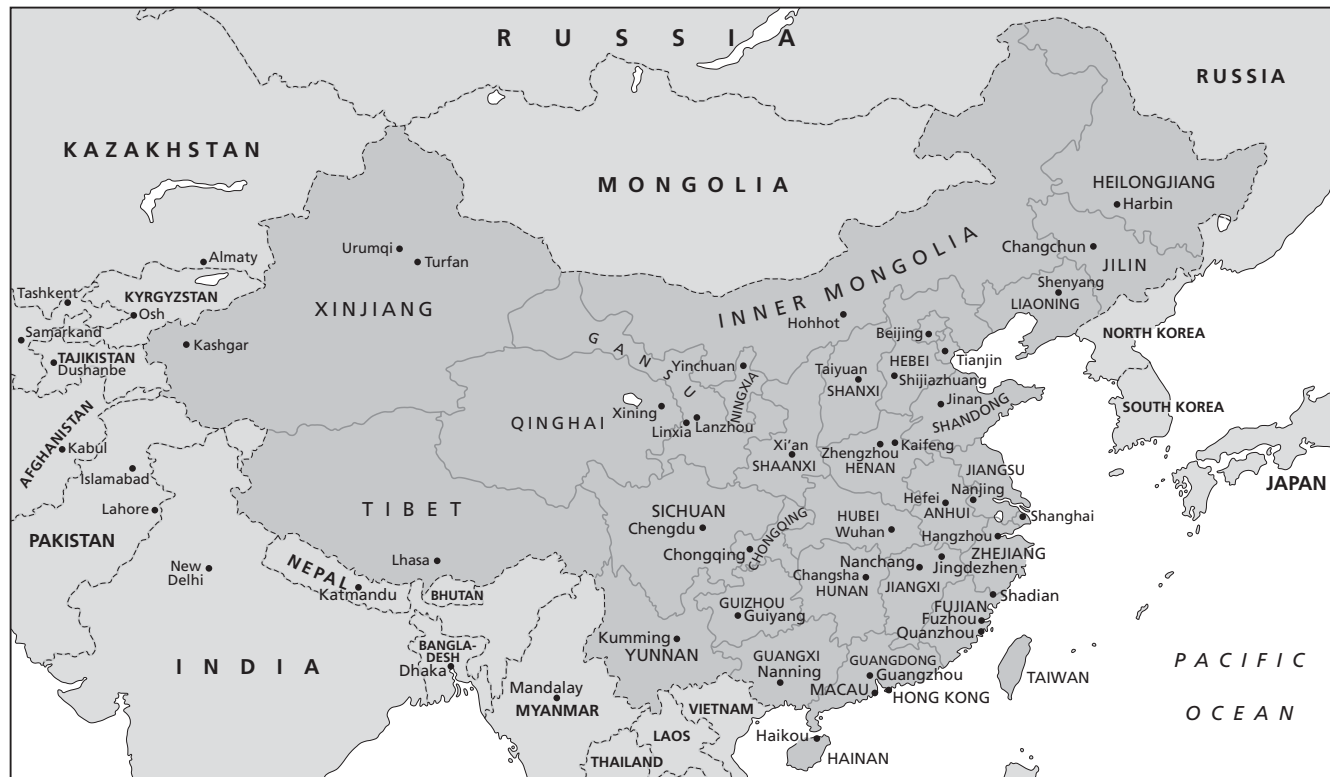 RUSSIA
RUSSIA
KAZAKHSTAN
MONGOLIA
HEILONGJIANG
Harbin
Urumqi
Turfan
Almaty
Changchun
JILIN
INNER MONGOLIA
Tashkent
KYRGYZSTAN
Osh
XINJIANG
Shenyang
LIAONING
Hohhot
Beijing
NORTH KOREA
Samarkand
Kashgar
TAJIKISTAN
Dushanbe
GANSU
Yinchuan
Taiyuan
SHANXI
HEBEI
Tianjin
Shijiazhuang
NINGXIA
Jinan
SHANDONG
SOUTH KOREA
AFGHANISTAN
Kabul
QINGHAI
Xining
Linxia
Lanzhou
Xi'an
SHAANXI
Zhengzhou
HENAN
Kaifeng
Islamabad
Lahore
JIANGSU
JAPAN
TIBET
SICHUAN
Chengdu
HUBEI
Wuhan
Hefei
Nanjing
ANHUI
Shanghai
PAKISTAN
Chongqing
CHONGQING
Hangzhou
ZHEJIANG
New
Delhi
NEPAL
Katmandu
Lhasa
BHUTAN
Nanchang
Jingdezhen
Changsha
HUNAN
JIANGXI
GUIZHOU
Guiyang
Shadian
FUJIAN
Fuzhou
Quanzhou
INDIA
BANGLA-
DESH
Dhaka
Kumming
YUNNAN
GUANGXI
Nanning
GUANGDONG
Guangzhou
TAIWAN
PACIFIC
OCEAN
Mandalay
MYANMAR
MACAU
HONG KONG
VIETNAM
LAOS
THAILAND
Haikou
HAINAN